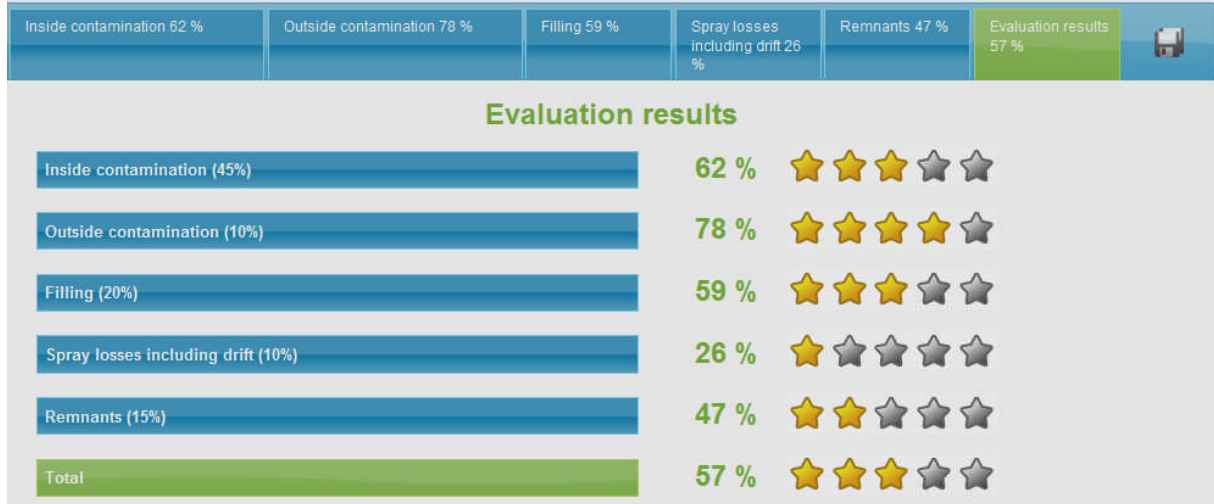 Inside contamination 62 %
Outside contamination 78 %
Filling 59 %
Spray losses
including drift 26
%
Remnants 47 %
Evaluation results
57 %
Evaluation results
Inside contamination (45%)
62 %
Outside contamination (10%)
78 %
Filling (20%)
59 %
Spray losses including drift (10%)
26 %
Remnants (15%)
47 %
Total
57 %